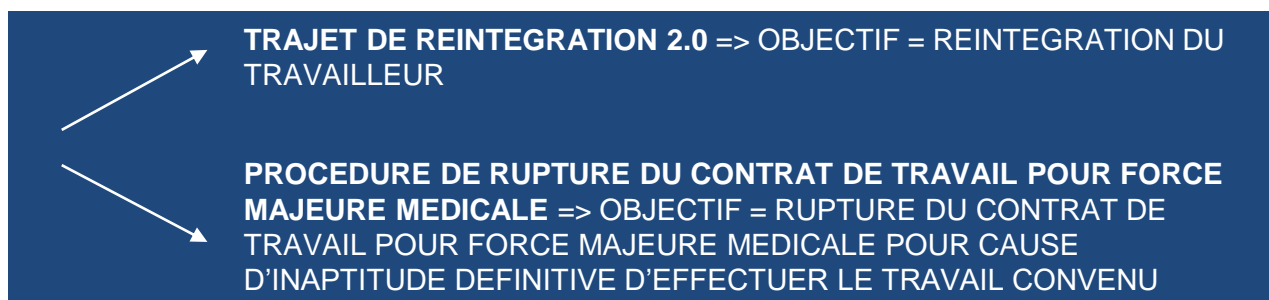 TRAJET DE REINTEGRATION 2.0 => OBJECTIF = REINTEGRATION DU
TRAVAILLEUR
PROCEDURE DE RUPTURE DU CONTRAT DE TRAVAIL POUR FORCE
MAJEURE MEDICALE => OBJECTIF = RUPTURE DU CONTRAT DE
TRAVAIL POUR FORCE MAJEURE MEDICALE POUR CAUSE
D'INAPTITUDE DEFINITIVE D'EFFECTUER LE TRAVAIL CONVENU